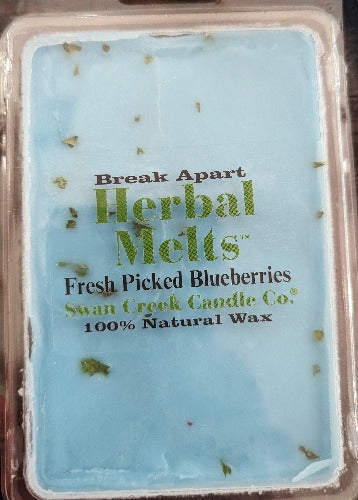 Break Apart
Herbal
Melts™
Fresh Picked Blueberries
Swan Creek Candle Co.®
100% Natural Wax